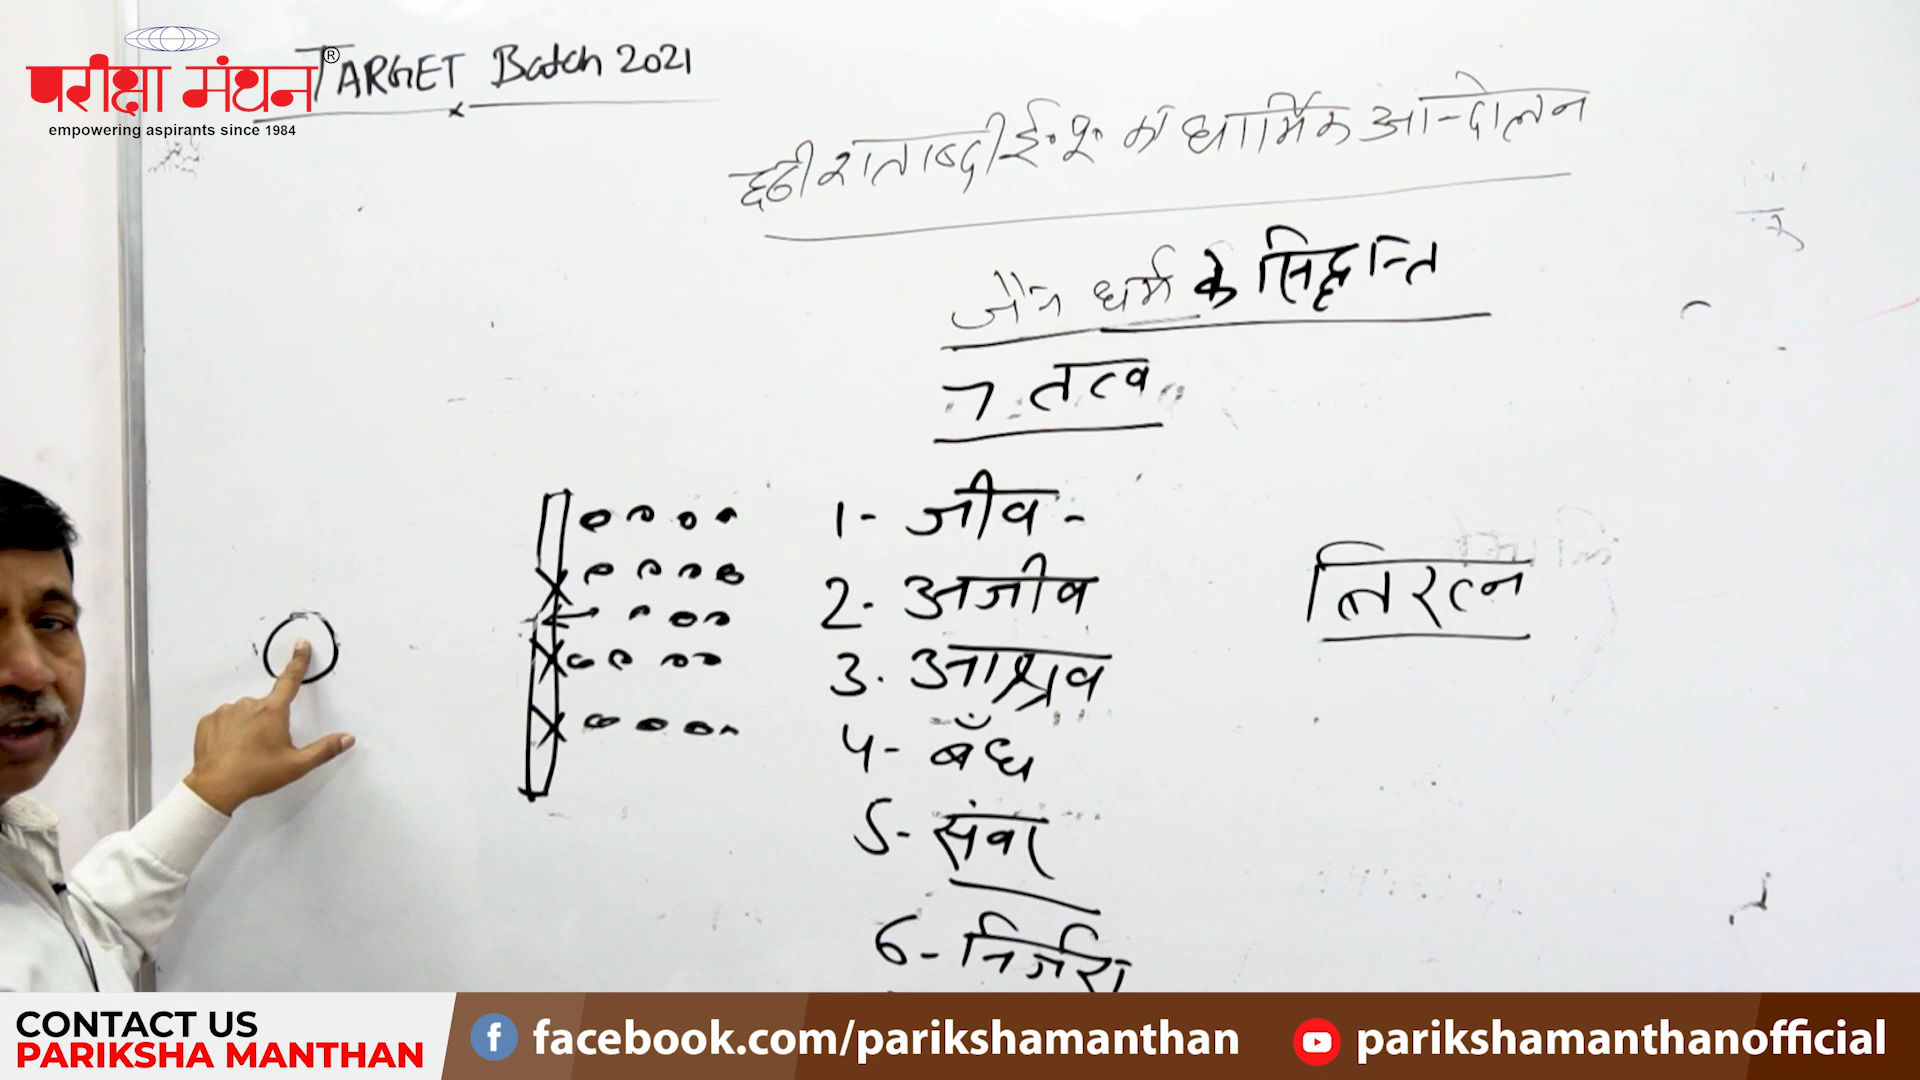 परीक्षा मंथन®
empowering aspirants since 1984
TARGET Batch 2021
छठी शताब्दी ई॰ पू॰ का धार्मिक आन्दोलन
जैन धर्म के सिद्धान्त
7 तत्व
1- जीव -
2- अजीव
3. आश्रव
4- बँध
5- संवर
6- निर्जरा
त्रिरत्न
CONTACT US
PARIKSHA MANTHAN
facebook.com/parikshamanthan
parikshamanthanofficial